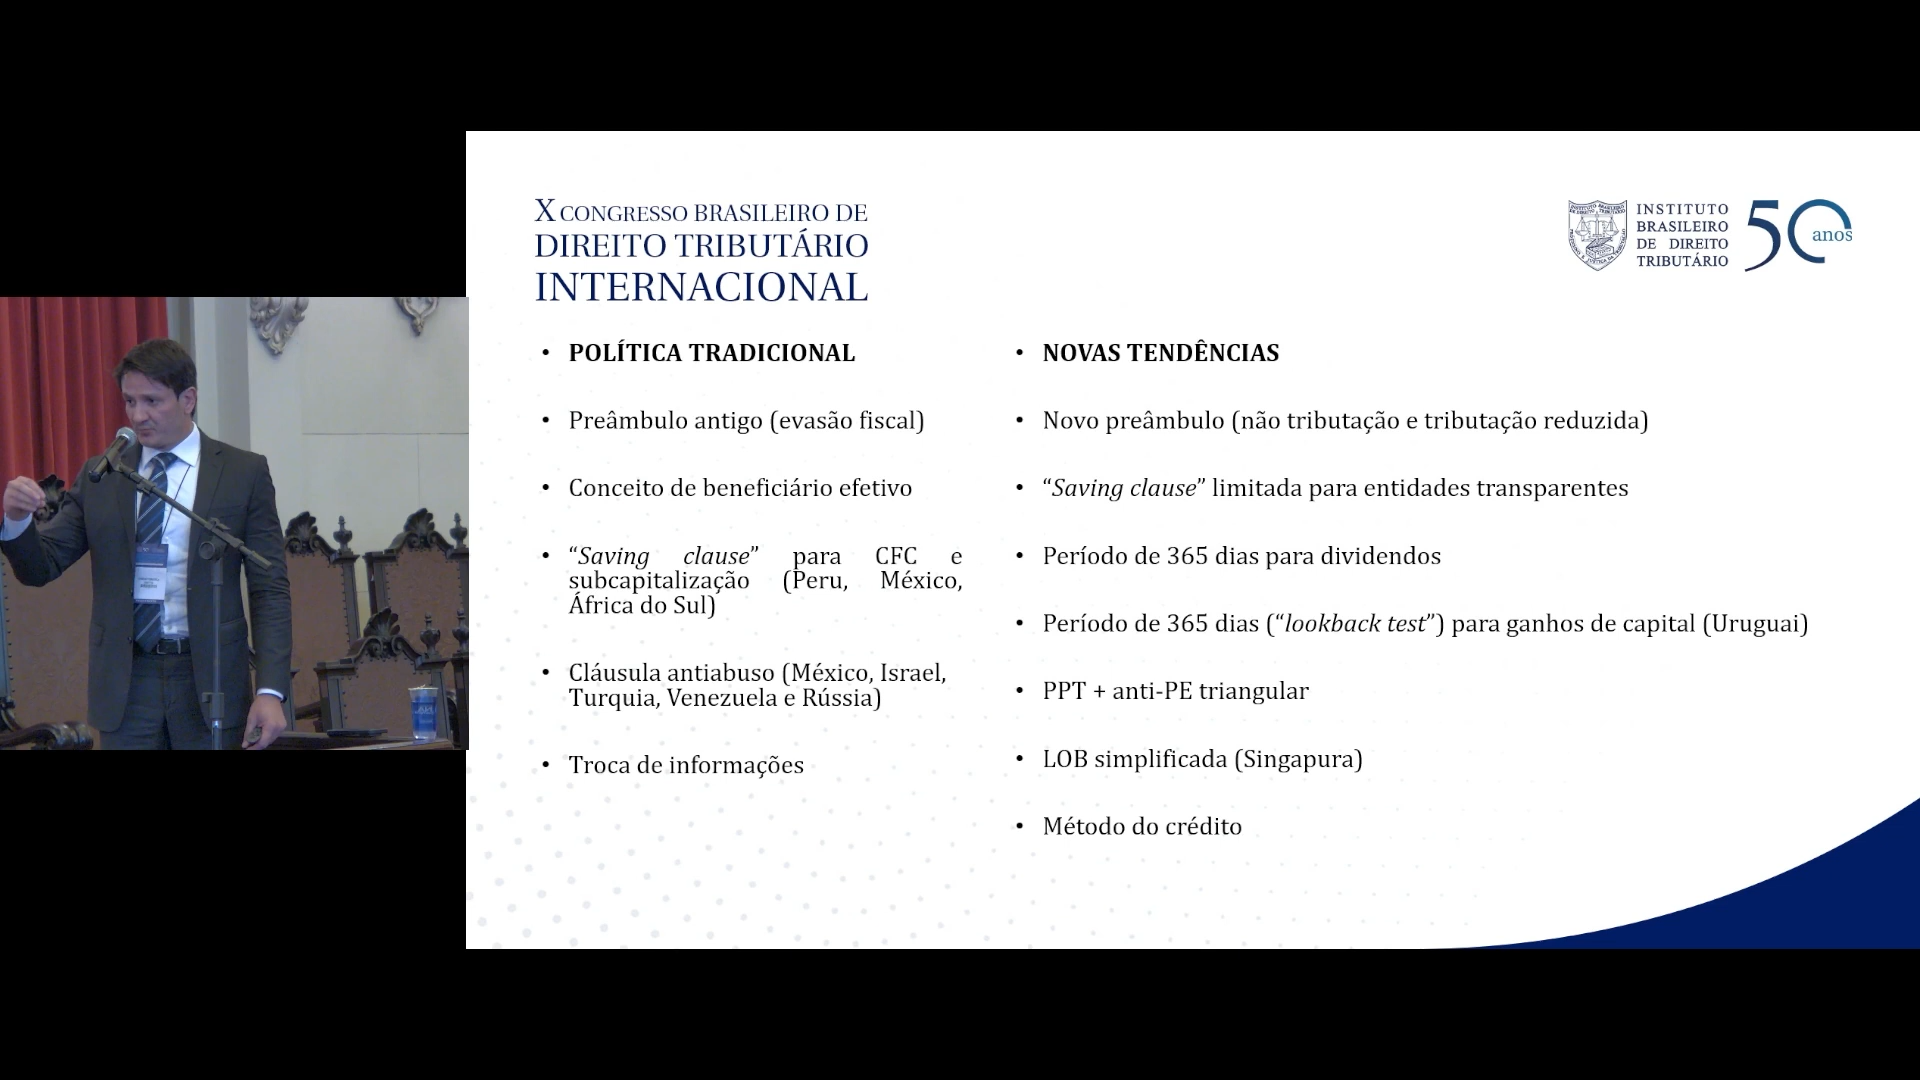 X CONGRESSO BRASILEIRO DE
DIREITO TRIBUTÁRIO
INTERNACIONAL
INSTITUTO
BRASILEIRO
DE DIREITO
TRIBUTÁRIO
50
anos
• POLÍTICA TRADICIONAL
• Preâmbulo antigo (evasão fiscal)
• Conceito de beneficiário efetivo
• “Saving clause” para CFC e
subcapitalização (Peru, México,
África do Sul)
• Cláusula antiabuso (México, Israel,
Turquia, Venezuela e Rússia)
• Troca de informações
• NOVAS TENDÊNCIAS
• Novo preâmbulo (não tributação e tributação reduzida)
• “Saving clause” limitada para entidades transparentes
• Período de 365 dias para dividendos
• Período de 365 dias (“lookback test”) para ganhos de capital (Uruguai)
• PPT + anti-PE triangular
• LOB simplificada (Singapura)
• Método do crédito